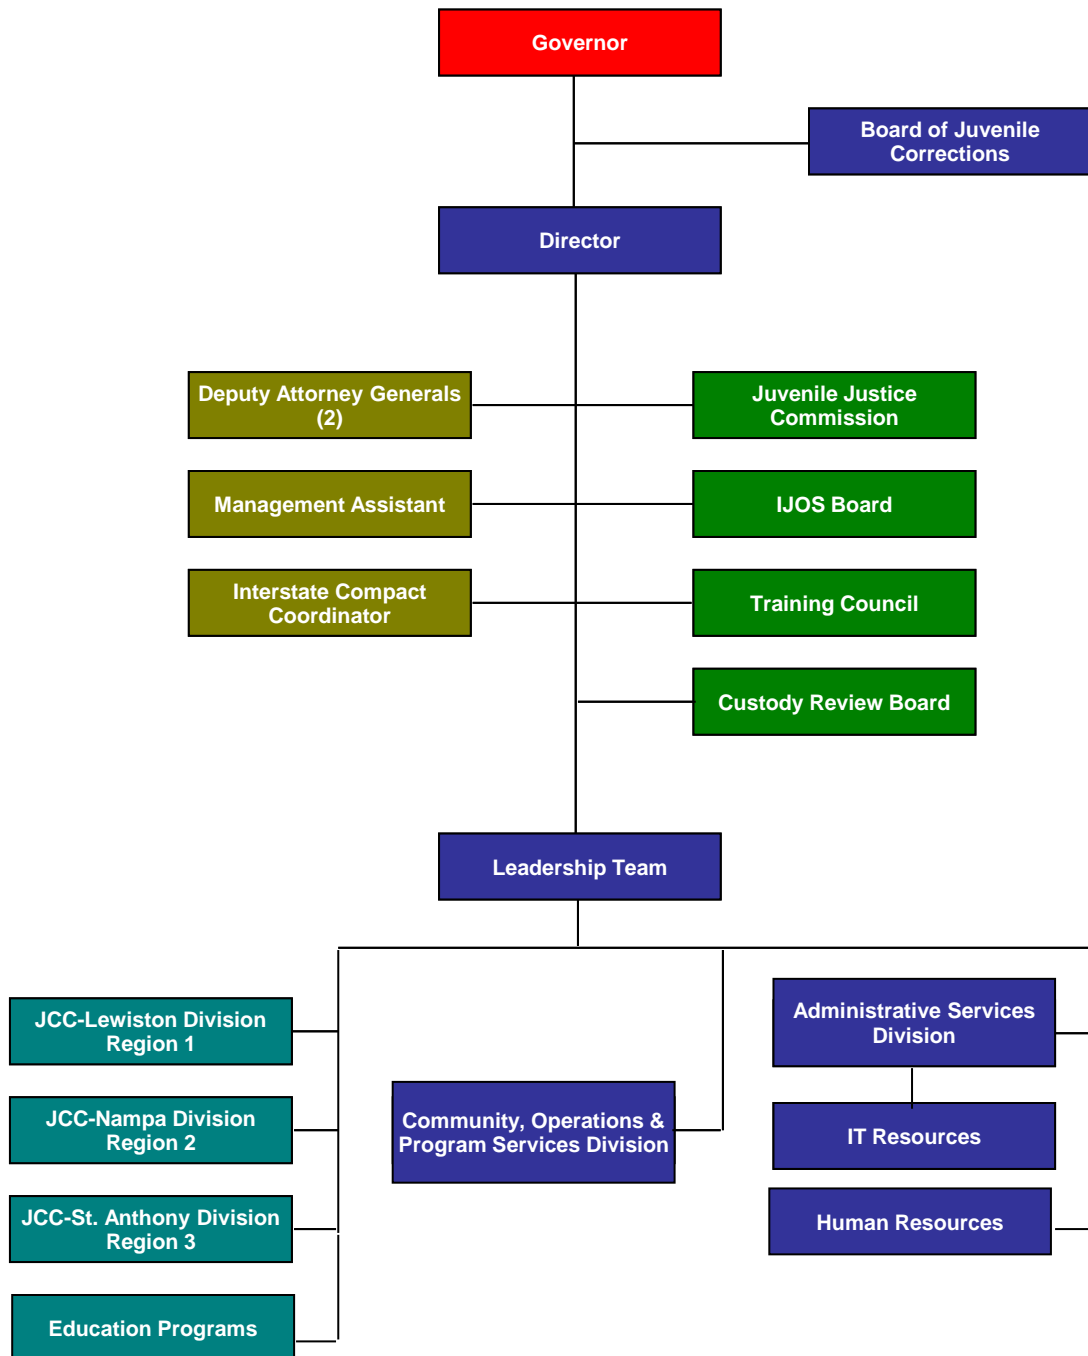 Governor
Board of Juvenile
Corrections
Director
Deputy Attorney Generals
(2)
Juvenile Justice
Commission
Management Assistant
IJOS Board
Interstate Compact
Coordinator
Training Council
Custody Review Board
Leadership Team
JCC-Lewiston Division
Region 1
JCC-Nampa Division
Region 2
JCC-St. Anthony Division
Region 3
Education Programs
Community, Operations &
Program Services Division
Administrative Services
Division
IT Resources
Human Resources